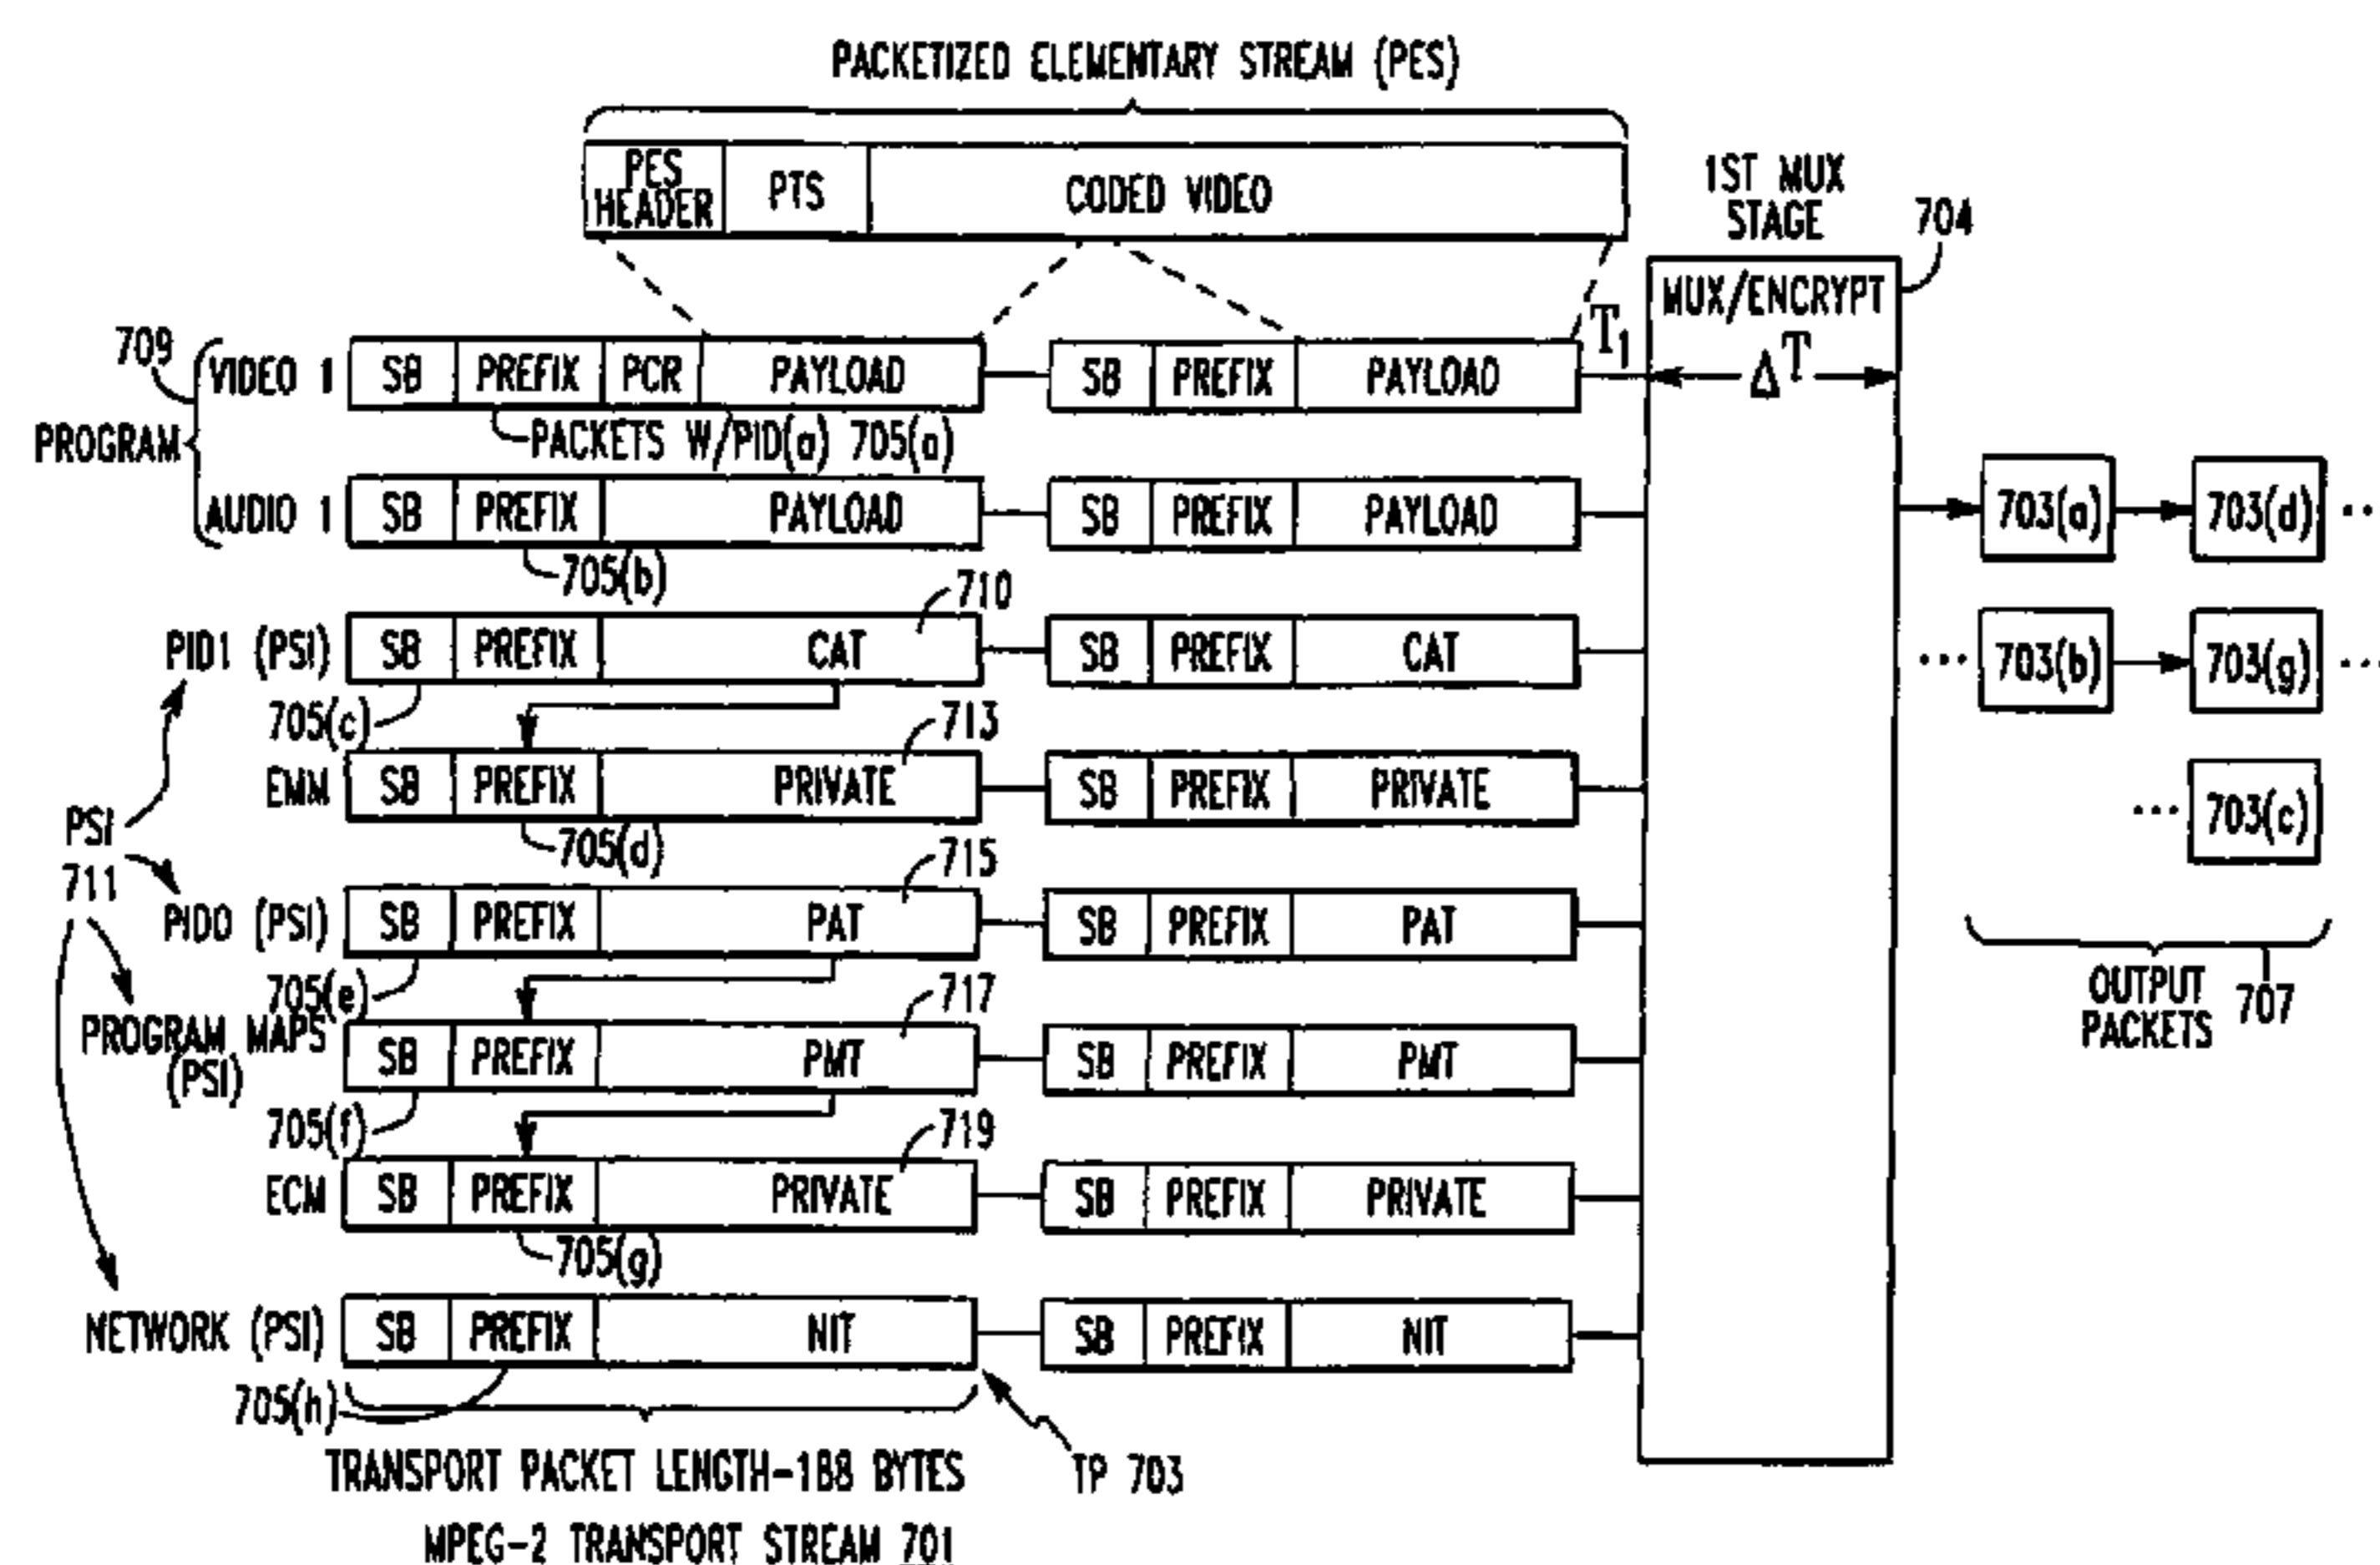 PACKETIZED ELEMENTARY STREAM (PES)
PES HEADER PTS CODED VIDEO
1ST MUX STAGE
704
MUX/ENCRYPT
T1
ΔT
709
PROGRAM
VIDEO 1 SB PREFIX PCR PAYLOAD SB PREFIX PAYLOAD
PACKETS W/PID(a) 705(a)
AUDIO 1 SB PREFIX PAYLOAD SB PREFIX PAYLOAD
705(b)
703(a) 703(d) ...
710
PID1 (PSI) SB PREFIX CAT SB PREFIX CAT
... 703(b) 703(g) ...
705(c)
713
EMM SB PREFIX PRIVATE SB PREFIX PRIVATE
... 703(c)
705(d)
PSI
711
715
PID0 (PSI) SB PREFIX PAT SB PREFIX PAT
705(e)
OUTPUT PACKETS 707
717
PROGRAM MAPS (PSI) SB PREFIX PMT SB PREFIX PMT
705(f)
719
ECM SB PREFIX PRIVATE SB PREFIX PRIVATE
705(g)
NETWORK (PSI) SB PREFIX NIT SB PREFIX NIT
705(h)
TRANSPORT PACKET LENGTH-188 BYTES
TP 703
MPEG-2 TRANSPORT STREAM 701